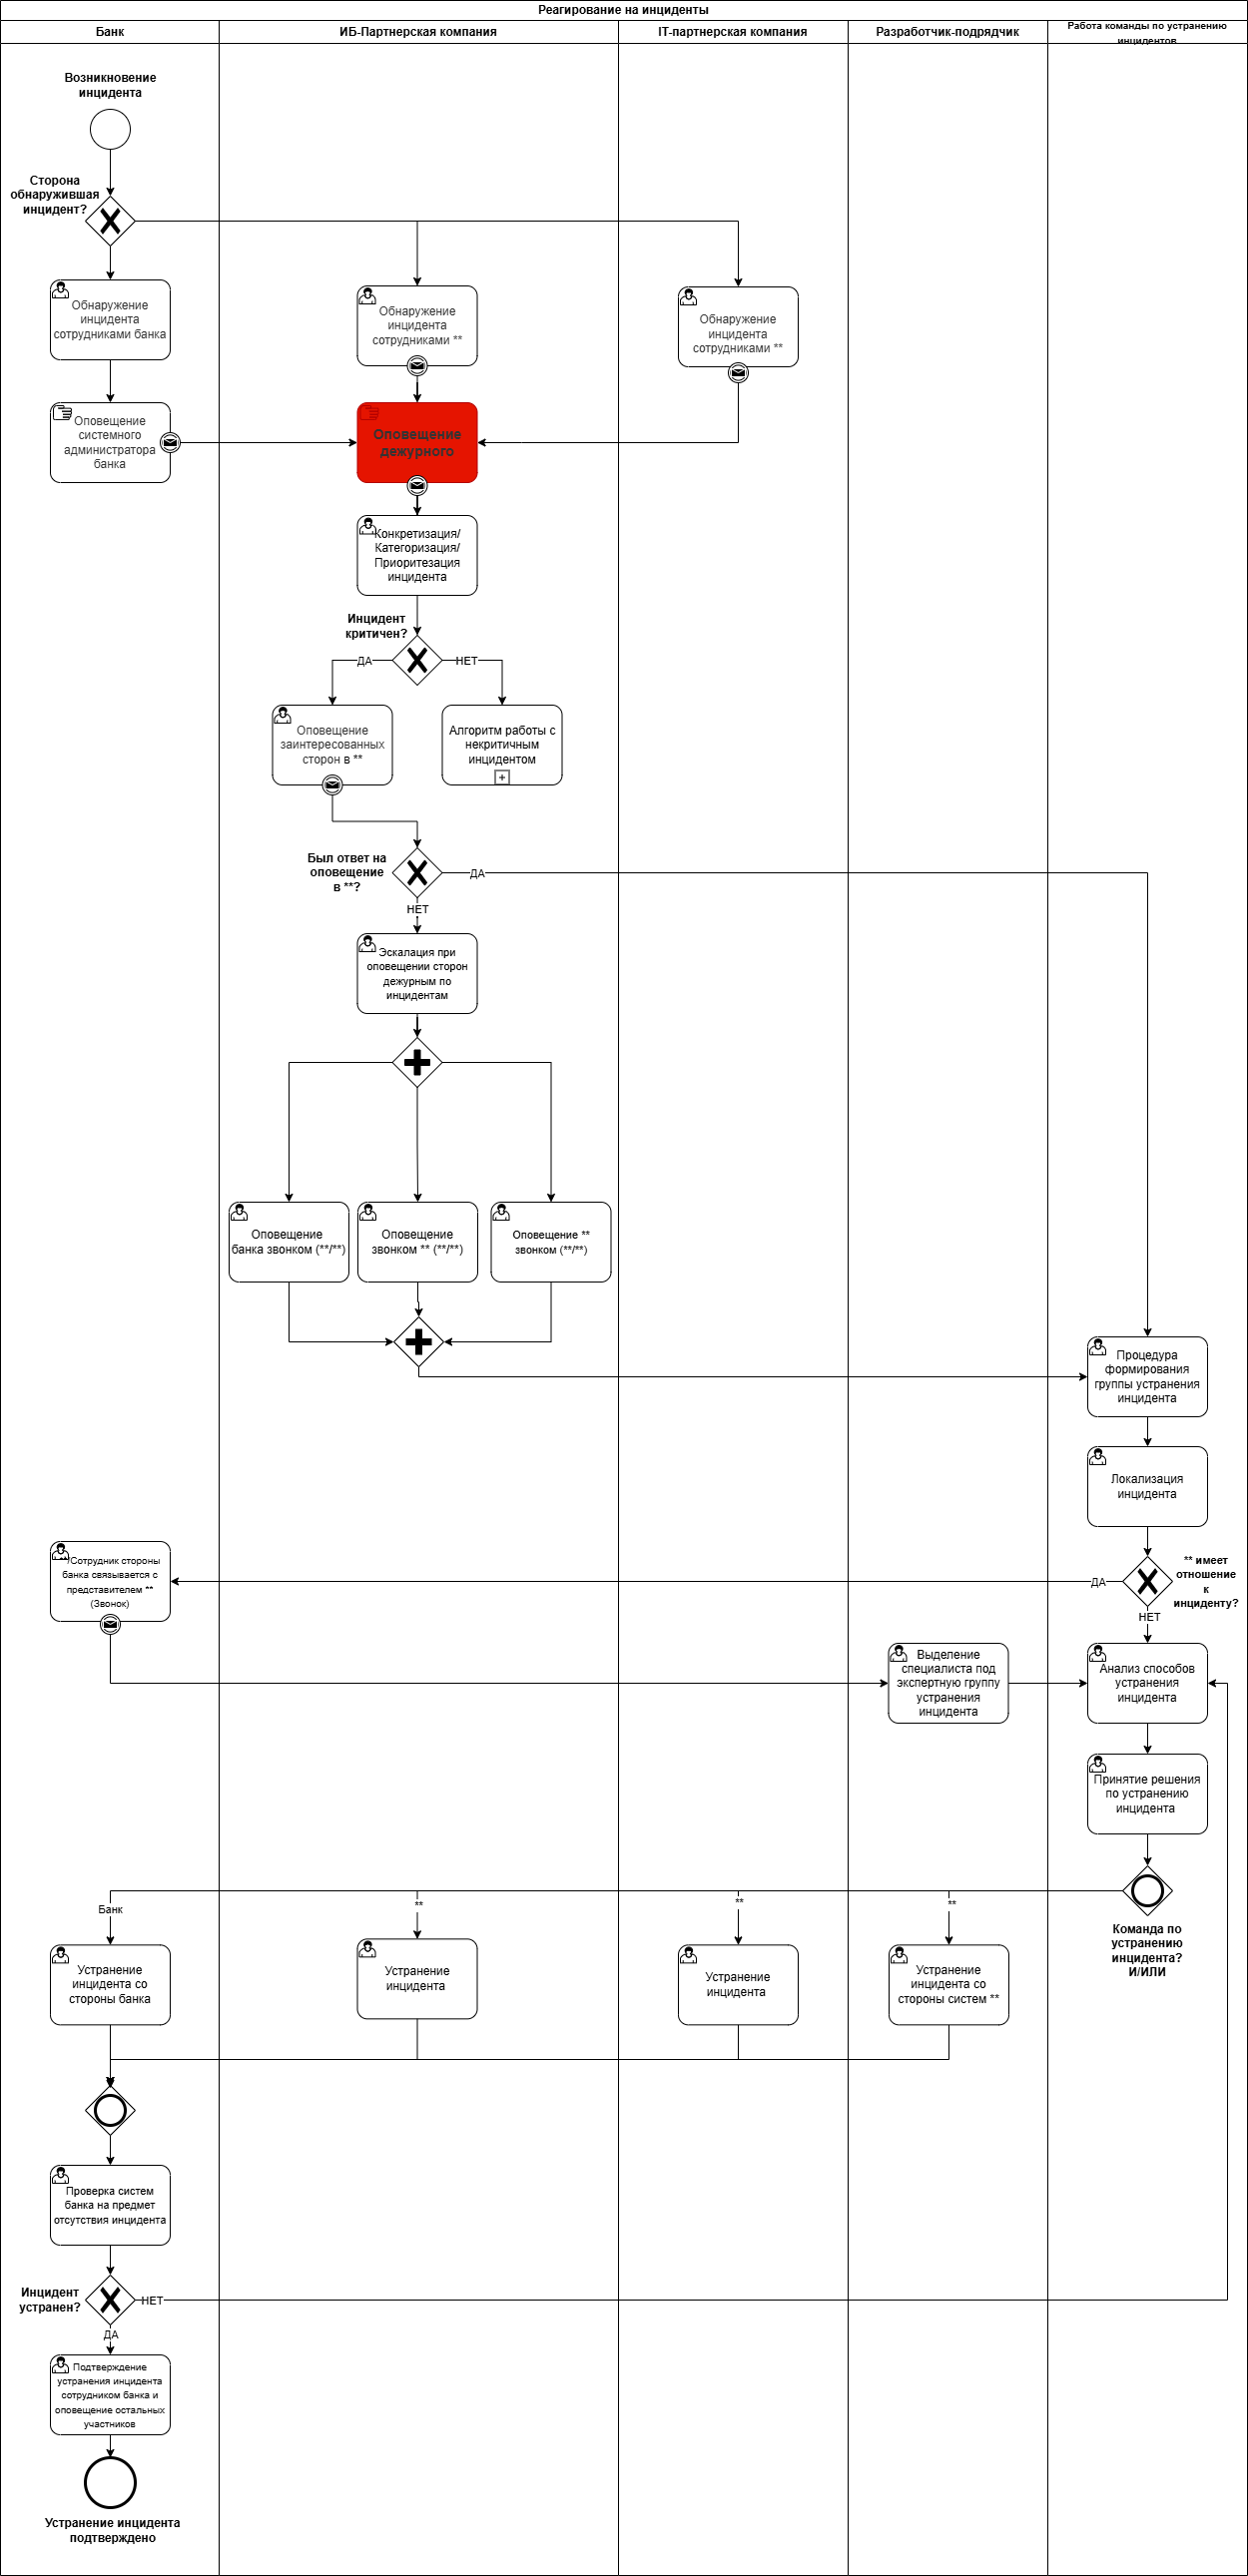 Реагирование на инциденты
Банк
ИБ-Партнерская компания
IT-партнерская компания
Разработчик-подрядчик
Работа команды по устранению
инцидентов
Возникновение
инцидента
Сторона
обнаружившая
инцидент?
Обнаружение
инцидента
сотрудниками банка
Обнаружение
инцидента
сотрудниками **
Обнаружение
инцидента
сотрудниками **
Оповещение
системного
администратора
банка
Оповещение
дежурного
Конкретизация/
Категоризация/
Приоритезация
инцидента
Инцидент
критичен?
ДА
НЕТ
Оповещение
заинтересованных
сторон в **
Алгоритм работы с
некритичным
инцидентом
Был ответ на
оповещение
в **?
ДА
НЕТ
Эскалация при
оповещении сторон
дежурным по
инцидентам
Оповещение
банка звонком (**/**)
Оповещение
звонком ** (**/**)
Оповещение **
звонком (**/**)
Процедура
формирования
группы устранения
инцидента
Локализация
инцидента
** имеет
отношение
к
инциденту?
ДА
НЕТ
**/Сотрудник стороны
банка связывается с
представителем **
(Звонок)
Выделение
специалиста под
экспертную группу
устранения
инцидента
Анализ способов
устранения
инцидента
Принятие решения
по устранению
инцидента
Команда по
устранению
инцидента?
И/ИЛИ
Банк
**
**
**
Устранение
инцидента со
стороны банка
Устранение
инцидента
Устранение
инцидента
Устранение
инцидента со
стороны систем **
Проверка систем
банка на предмет
отсутствия инцидента
Инцидент
устранен?
НЕТ
ДА
Подтверждение
устранения инцидента
сотрудником банка и
оповещение остальных
участников
Устранение инцидента
подтверждено